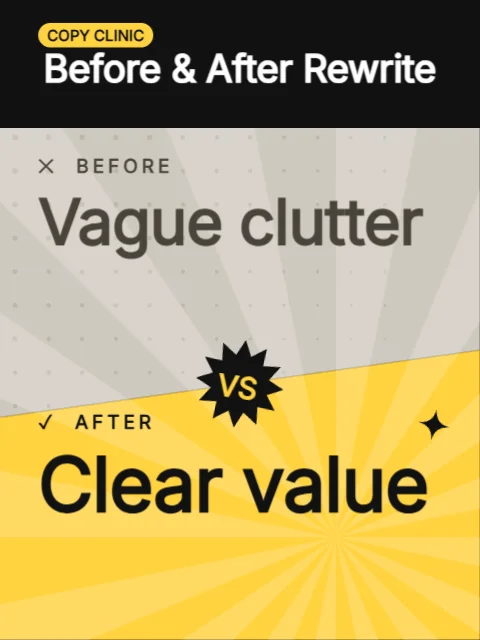 COPY CLINIC
Before & After Rewrite
× BEFORE
Vague clutter
VS
✓ AFTER
Clear value